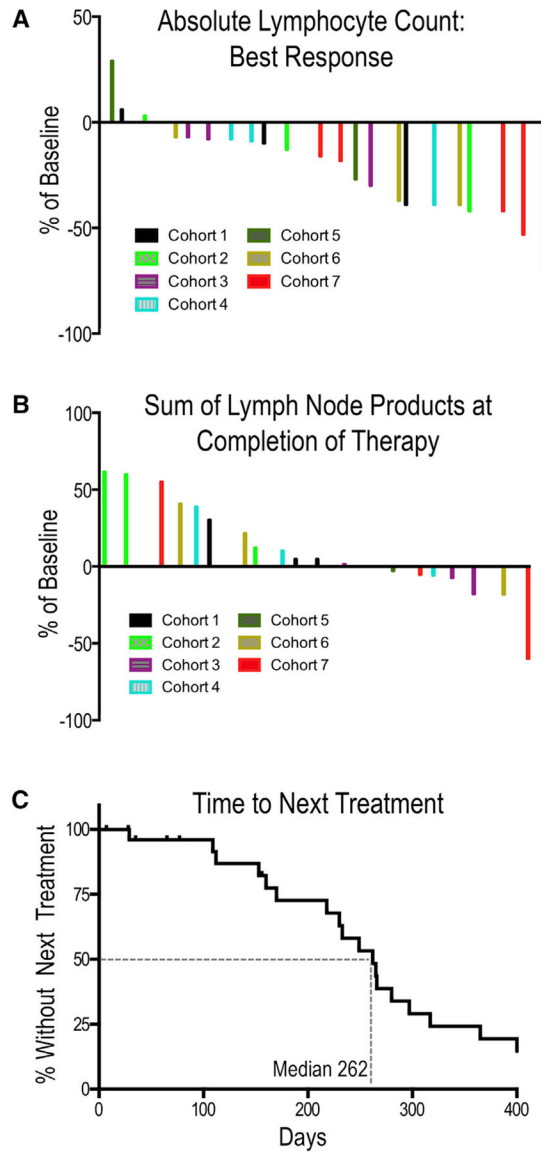 A
Absolute Lymphocyte Count:
Best Response
% of Baseline
50
0
-50
-100
Cohort 1
Cohort 2
Cohort 3
Cohort 4
Cohort 5
Cohort 6
Cohort 7
B
Sum of Lymph Node Products at
Completion of Therapy
% of Baseline
100
50
0
-50
-100
Cohort 1
Cohort 2
Cohort 3
Cohort 4
Cohort 5
Cohort 6
Cohort 7
C
Time to Next Treatment
% Without Next Treatment
100
75
50
25
0
Median 262
0 100 200 300 400
Days